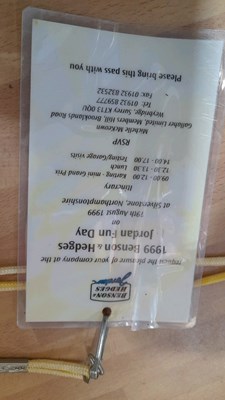 BENSON &
HEDGES
Jordan
request the pleasure of your company at the
1999 Benson & Hedges
Jordan Fun Day
on
19th August 1999
at Silverstone, Northamptonshire
Itinerary
09.00 - 12.00 Karting - mini Grand Prix
12.30 - 13.30 Lunch
14.00 - 17.00 Testing/Garage visits
RSVP
Michelle McKeown
Gallaher Limited, Members Hill, Brooklands Road
Weybridge, Surrey KT13 0QU
Tel: 01932 859777
Fax: 01932 832532
Please bring this pass with you